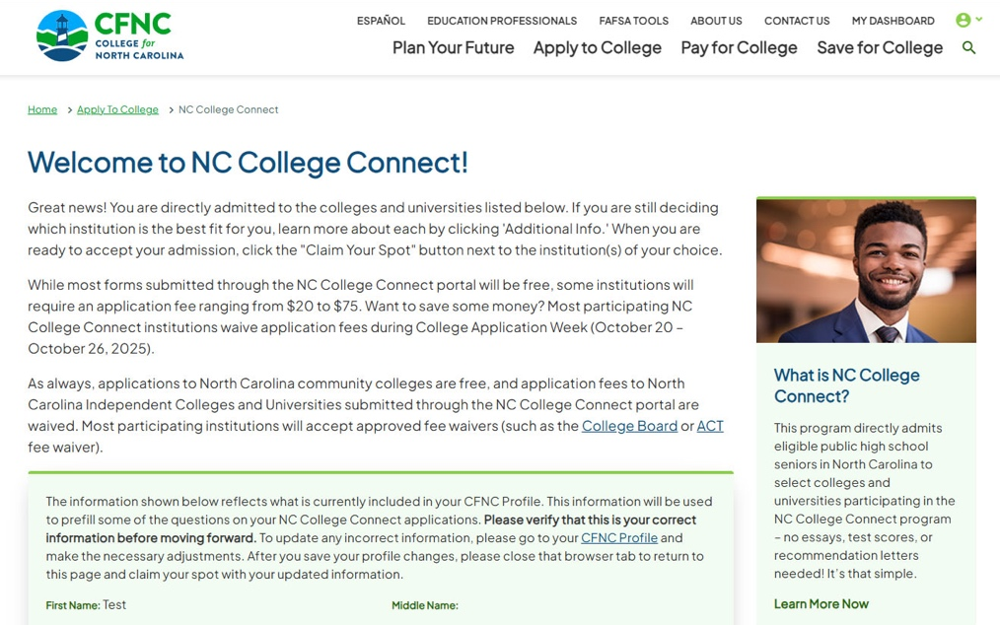 CFNC
COLLEGE for
NORTH CAROLINA
ESPAÑOL EDUCATION PROFESSIONALS FAFSA TOOLS ABOUT US CONTACT US MY DASHBOARD
Plan Your Future Apply to College Pay for College Save for College
Home > Apply To College > NC College Connect
Welcome to NC College Connect!
Great news! You are directly admitted to the colleges and universities listed below. If you are still deciding
which institution is the best fit for you, learn more about each by clicking 'Additional Info.' When you are
ready to accept your admission, click the "Claim Your Spot" button next to the institution(s) of your choice.
While most forms submitted through the NC College Connect portal will be free, some institutions will
require an application fee ranging from $20 to $75. Want to save some money? Most participating NC
College Connect institutions waive application fees during College Application Week (October 20 –
October 26, 2025).
As always, applications to North Carolina community colleges are free, and application fees to North
Carolina Independent Colleges and Universities submitted through the NC College Connect portal are
waived. Most participating institutions will accept approved fee waivers (such as the College Board or ACT
fee waiver).
The information shown below reflects what is currently included in your CFNC Profile. This information will be used
to prefill some of the questions on your NC College Connect applications. Please verify that this is your correct
information before moving forward. To update any incorrect information, please go to your CFNC Profile and
make the necessary adjustments. After you save your profile changes, please close that browser tab to return to
this page and claim your spot with your updated information.
First Name: Test Middle Name:
What is NC College
Connect?
This program directly admits
eligible public high school
seniors in North Carolina to
select colleges and
universities participating in the
NC College Connect program
– no essays, test scores, or
recommendation letters
needed! It's that simple.
Learn More Now